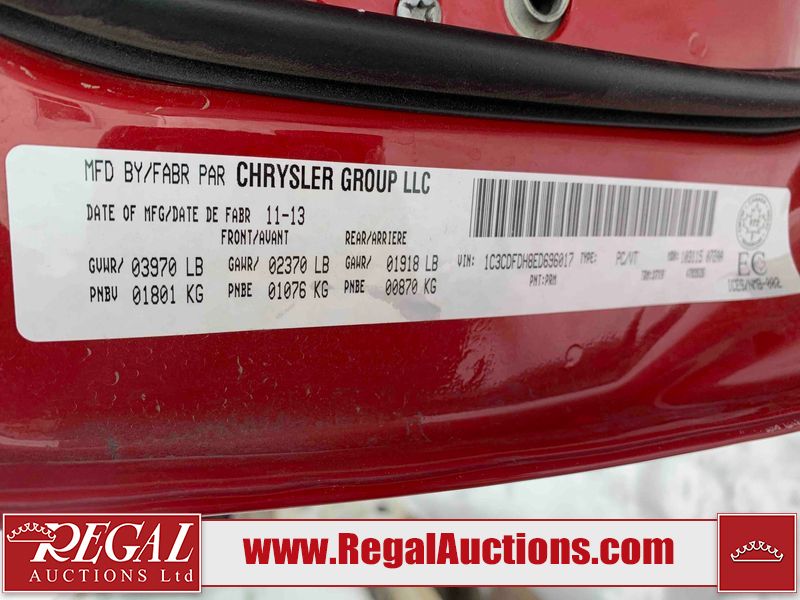 MFD BY/FABR PAR CHRYSLER GROUP LLC
DATE OF MFG/DATE DE FABR 11-13
FRONT/AVANT REAR/ARRIERE
GVWR/ 03970 LB GAWR/ 02370 LB GAWR/ 01918 LB
PNBV 01801 KG PNBE 01076 KG PNBE 00870 KG
VIN: 1C3CDFDH8ED696017 TYPE: PC/VT
PNT:PRM
EC
REGAL
AUCTIONS Ltd
www.RegalAuctions.com